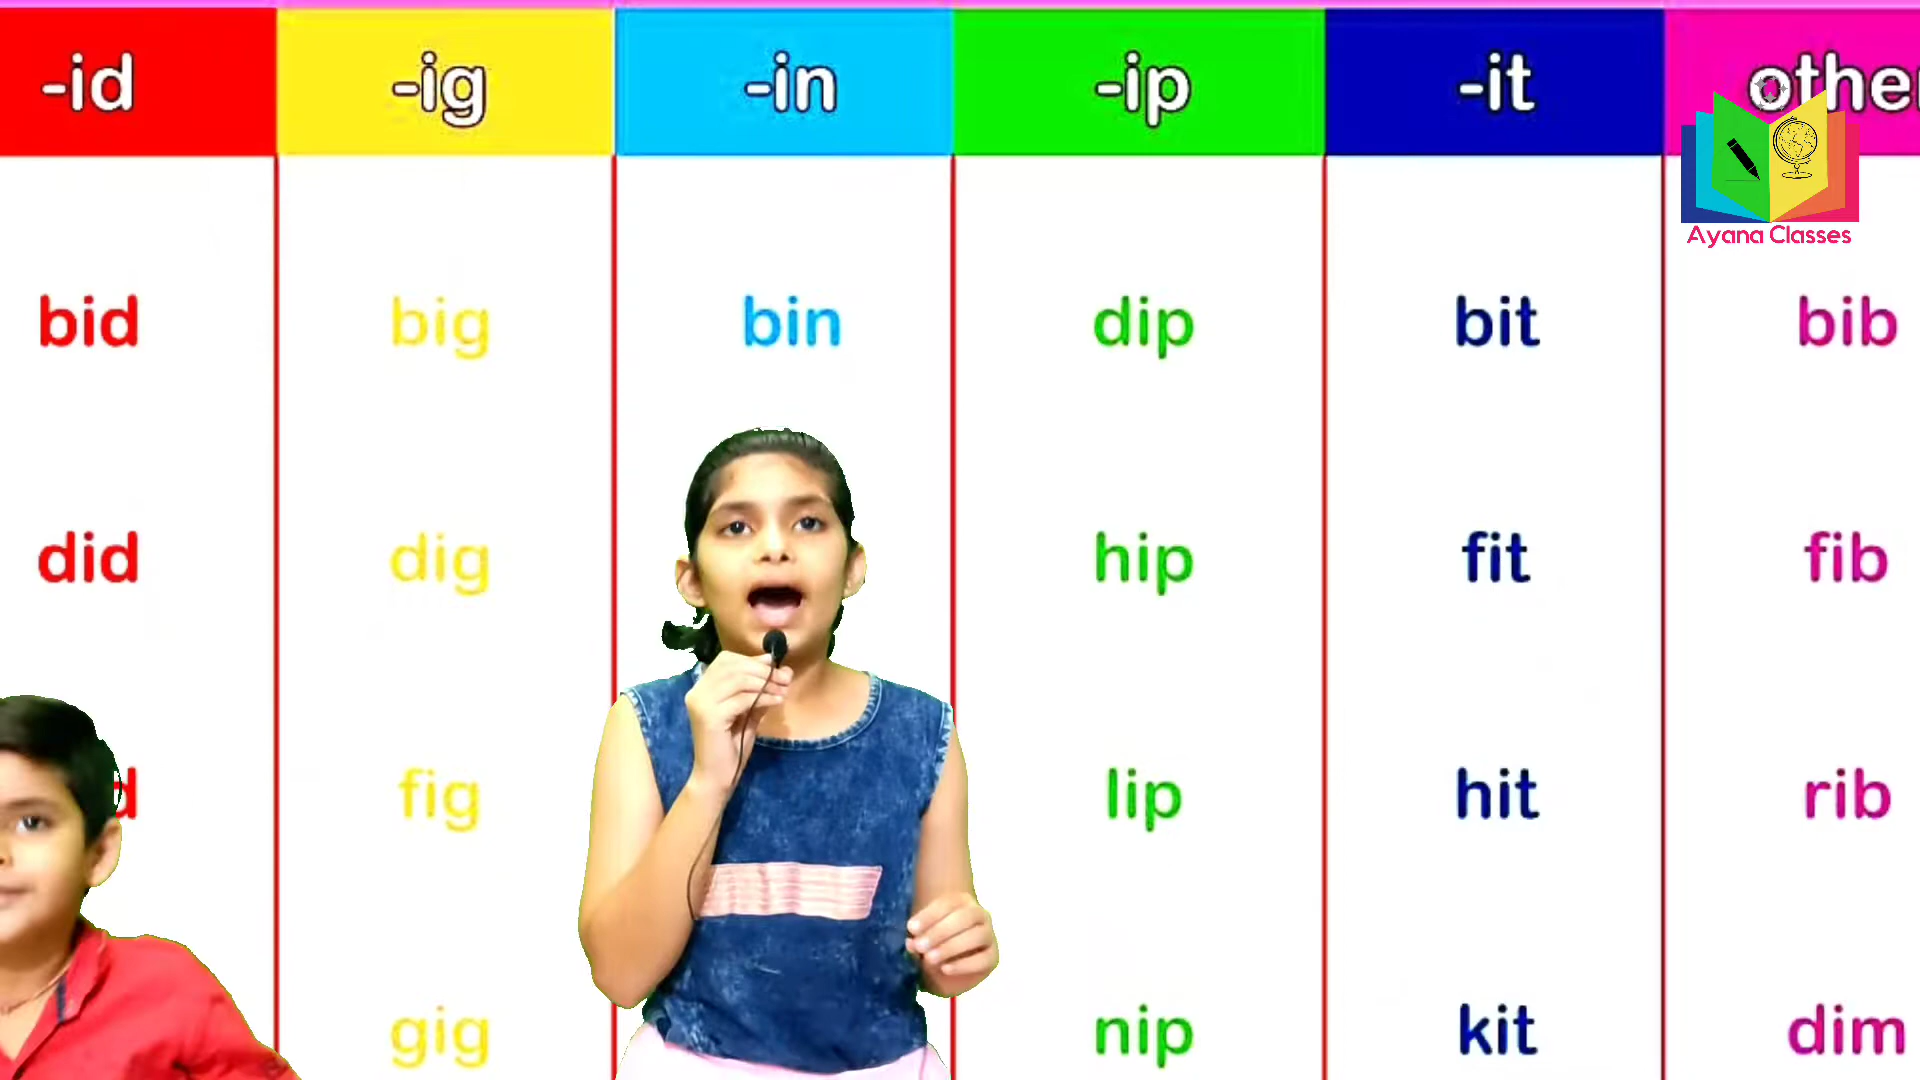 -id -ig -in -ip -it other
Ayana Classes
bid big bin dip bit bib
did dig hip fit fib
fig lip hit rib
gig nip kit dim